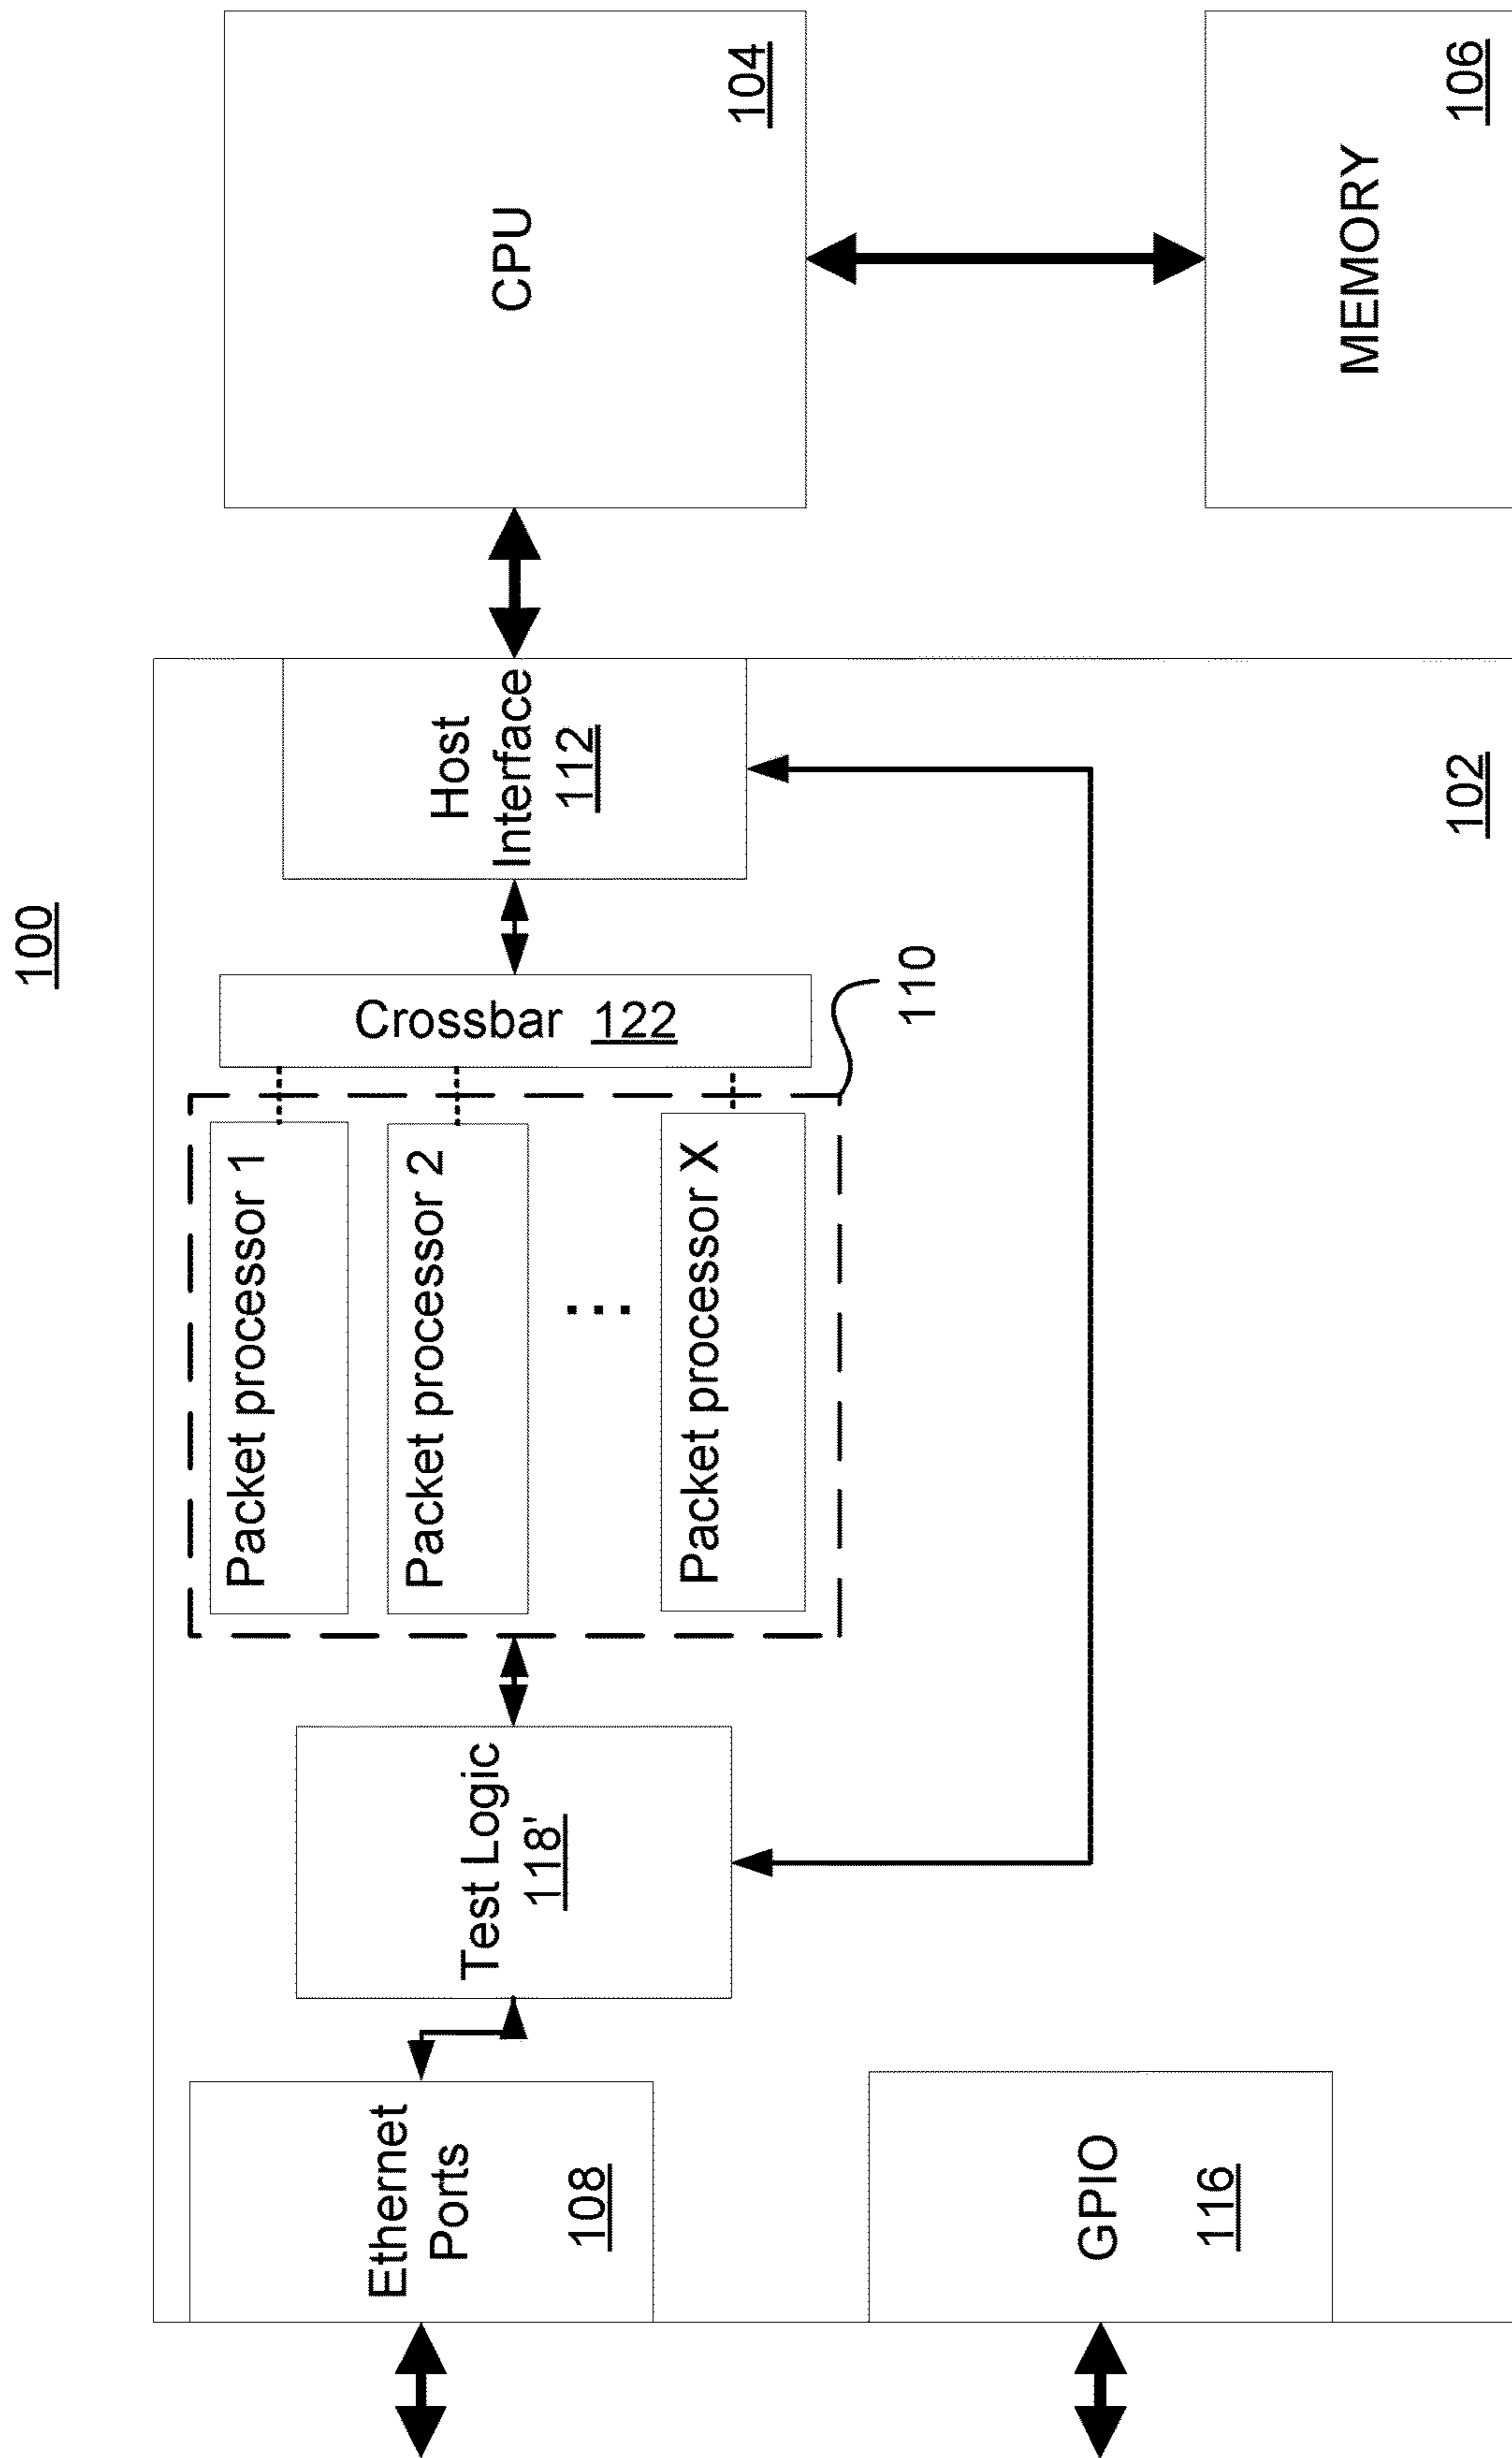 100
Ethernet
Ports
108
GPIO
116
Test Logic
118'
Packet processor 1
Packet processor 2
...
Packet processor X
110
Crossbar 122
Host
Interface
112
102
CPU
104
MEMORY
106